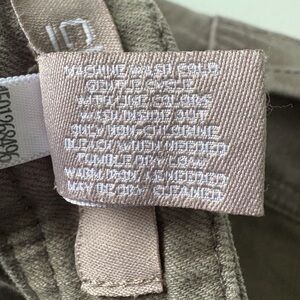 MACHINE WASH COLD
GENTLE CYCLE
WITH LIKE COLORS
WASH INSIDE OUT
ONLY NON-CHLORINE
BLEACH WHEN NEEDED
TUMBLE DRY LOW
WARM IRON IF NEEDED
MAY BE DRY CLEANED